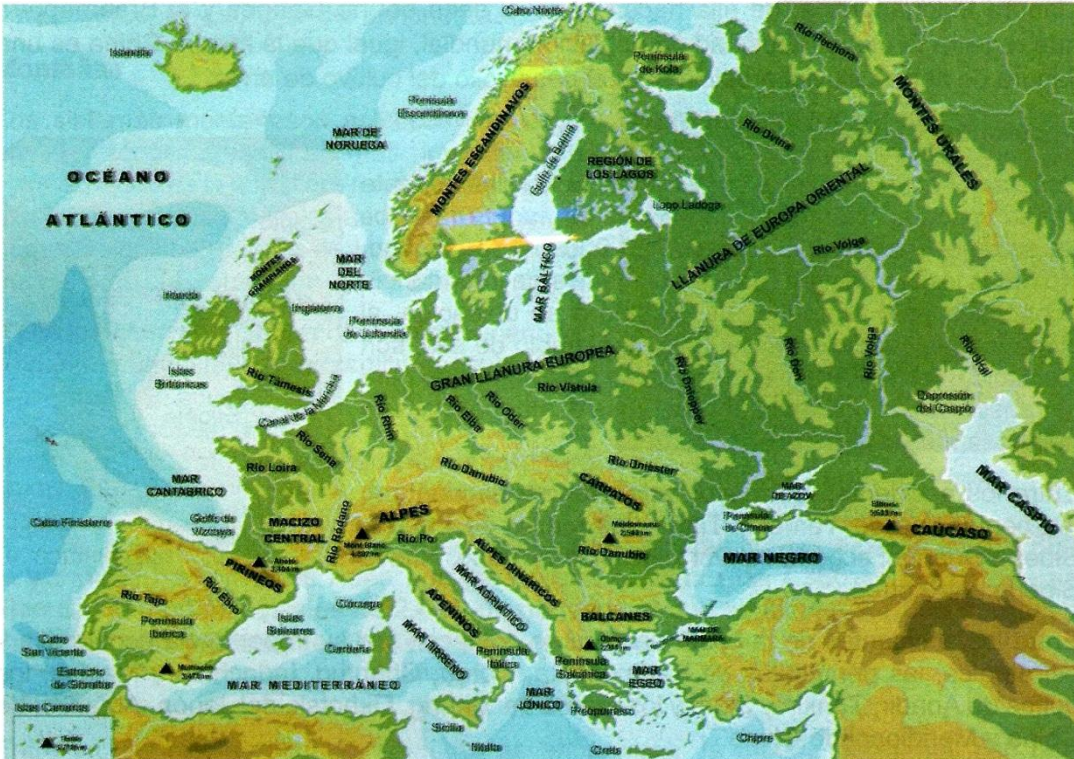 Cabo Norte
Islandia
Península
de Kola
Río Pechora
MONTES URALES
Península
Escandinava
MAR DE
NORUEGA
MONTES ESCANDINAVOS
Golfo de Botnia
REGIÓN DE
LOS LAGOS
Río Dvina
OCÉANO
ATLÁNTICO
Lago Ladoga
LLANURA DE EUROPA ORIENTAL
Río Volga
MONTES
GRAMPIANOS
MAR
DEL
NORTE
MAR BÁLTICO
Irlanda
Inglaterra
Península
de Jutlandia
Islas
Británicas
Río Támesis
Canal de la Mancha
GRAN LLANURA EUROPEA
Río Vístula
Río Dniepper
Río Don
Río Volga
Río Ural
Depresión
del Caspio
Río Rhin
Río Elba
Río Oder
Río Sena
Río Loira
Río Danubio
Río Dniéster
CÁRPATOS
MAR
CANTÁBRICO
Cabo Finisterre
Golfo de
Vizcaya
MACIZO
CENTRAL
Río Ródano
ALPES
Mont Blanc
Río Po
Río Danubio
MAR
DE AZOV
Península
de Crimea
MAR NEGRO
CAÚCASO
MAR CASPIO
PIRINEOS
Río Ebro
Río Tajo
Península
Ibérica
Islas
Baleares
Córcega
Cerdeña
APENINOS
MAR ADRIÁTICO
ALPES DINÁRICOS
BALCANES
MAR DE
MARMARA
Cabo
San Vicente
Estrecho
de Gibraltar
Islas Canarias
MAR MEDITERRÁNEO
MAR TIRRENO
Península
Itálica
Península
Balcánica
MAR
EGEO
MAR
JÓNICO
Peloponeso
Sicilia
Malta
Creta
Chipre